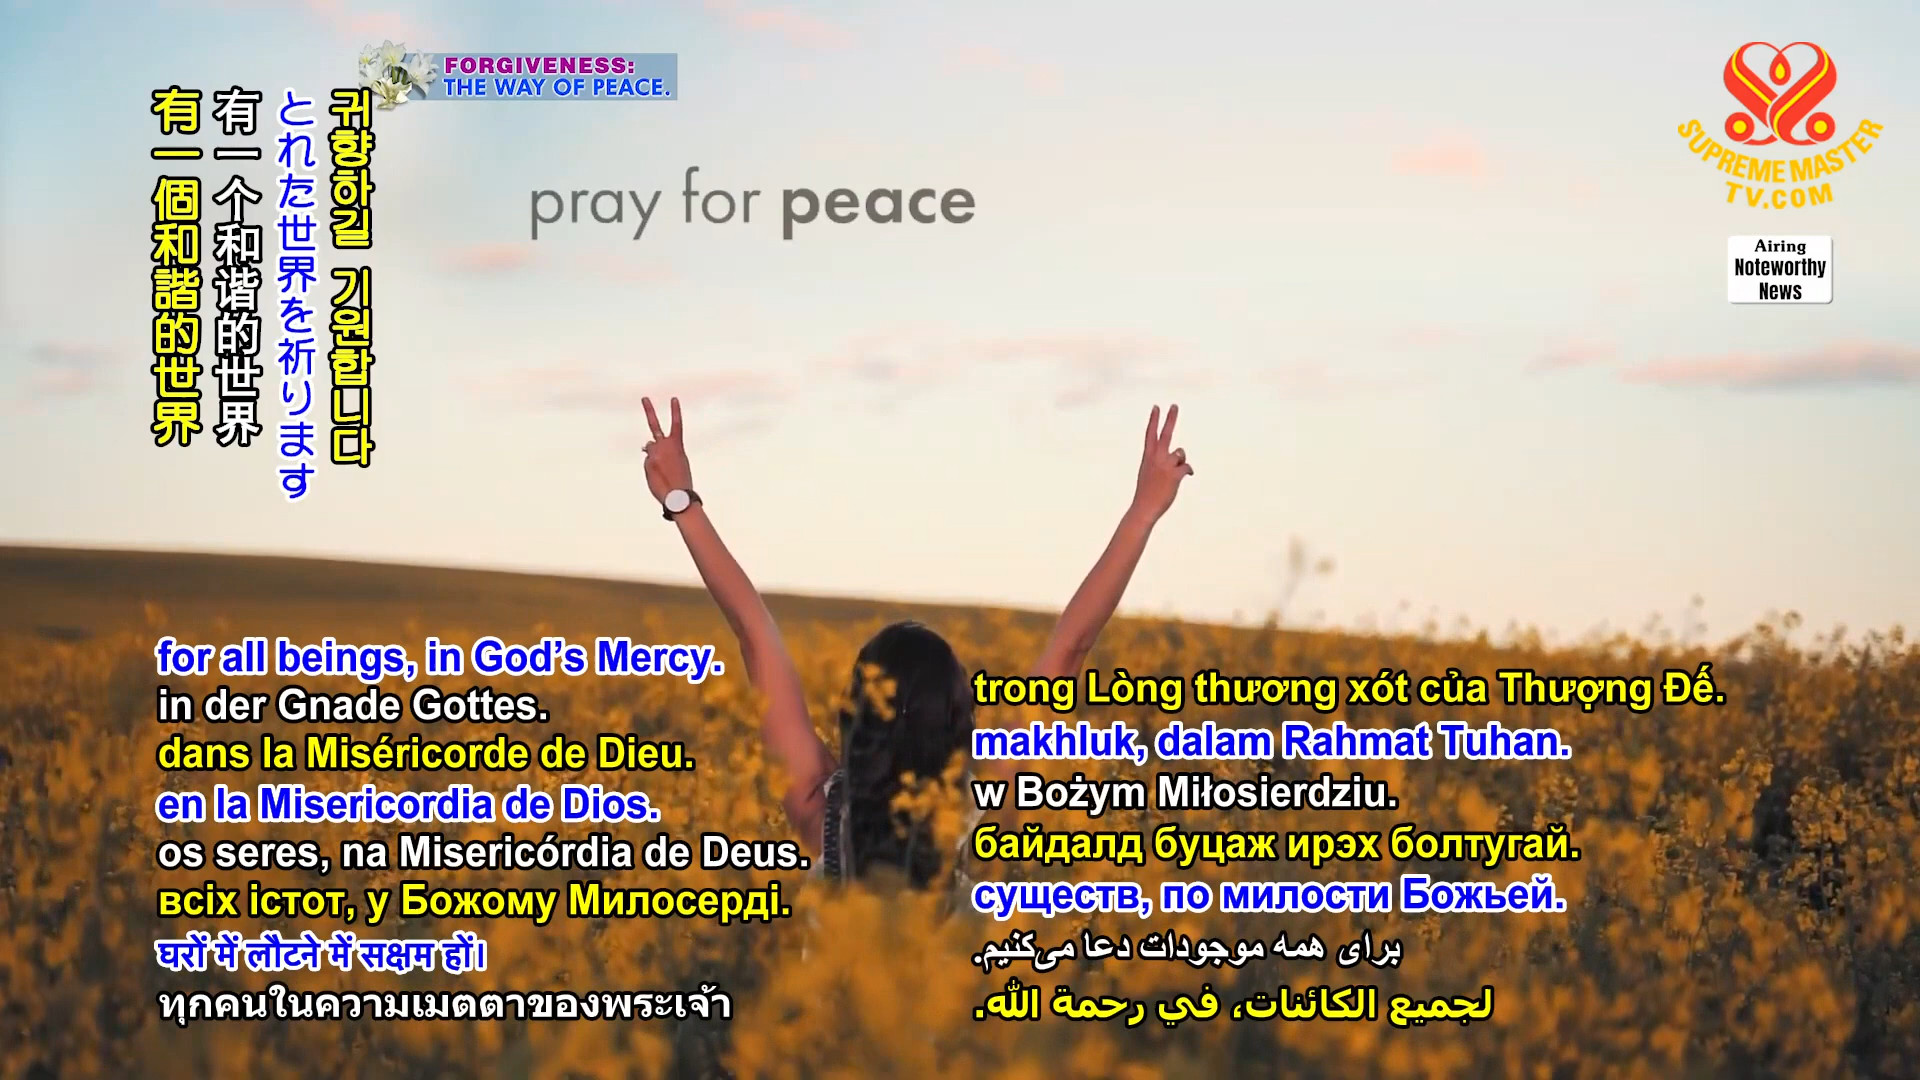 FORGIVENESS:
THE WAY OF PEACE.
SUPREME MASTER
TV.COM
Airing
Noteworthy
News
pray for peace
귀향하길 기원합니다
とれた世界を祈ります
有一个和谐的世界
有一個和諧的世界
for all beings, in God’s Mercy.
in der Gnade Gottes.
dans la Miséricorde de Dieu.
en la Misericordia de Dios.
os seres, na Misericórdia de Deus.
всіх істот, у Божому Милосерді.
घरों में लौटने में सक्षम हों।
ทุกคนในความเมตตาของพระเจ้า
trong Lòng thương xót của Thượng Đế.
makhluk, dalam Rahmat Tuhan.
w Bożym Miłosierdziu.
байдалд буцаж ирэх болтугай.
существ, по милости Божьей.
برای همه موجودات دعا می‌کنیم.
لجميع الكائنات، في رحمة الله.